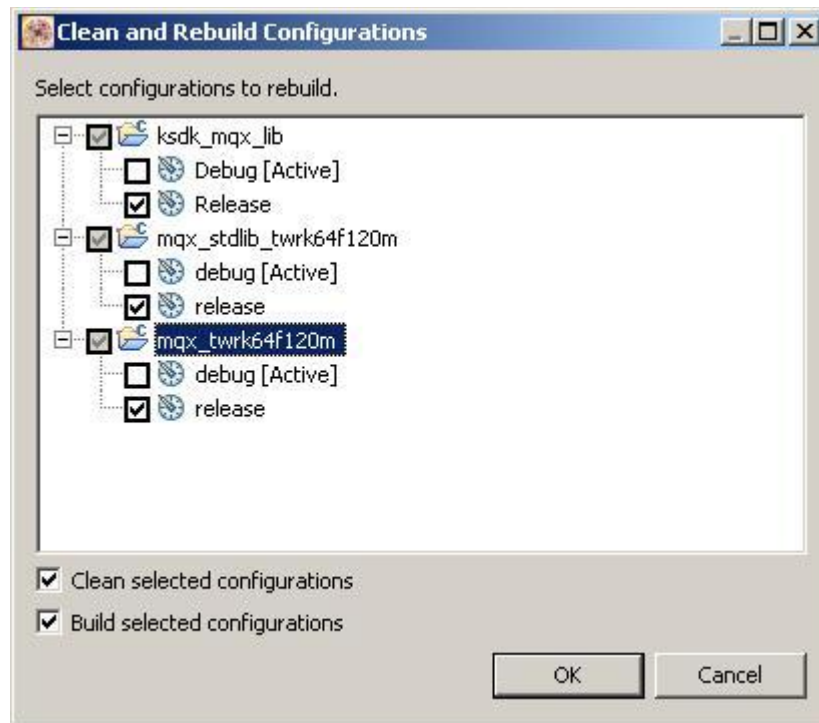 Clean and Rebuild Configurations
Select configurations to rebuild.
ksdk_mqx_lib
Debug [Active]
Release
mqx_stdlib_twrk64f120m
debug [Active]
release
mqx_twrk64f120m
debug [Active]
release
Clean selected configurations
Build selected configurations
OK Cancel